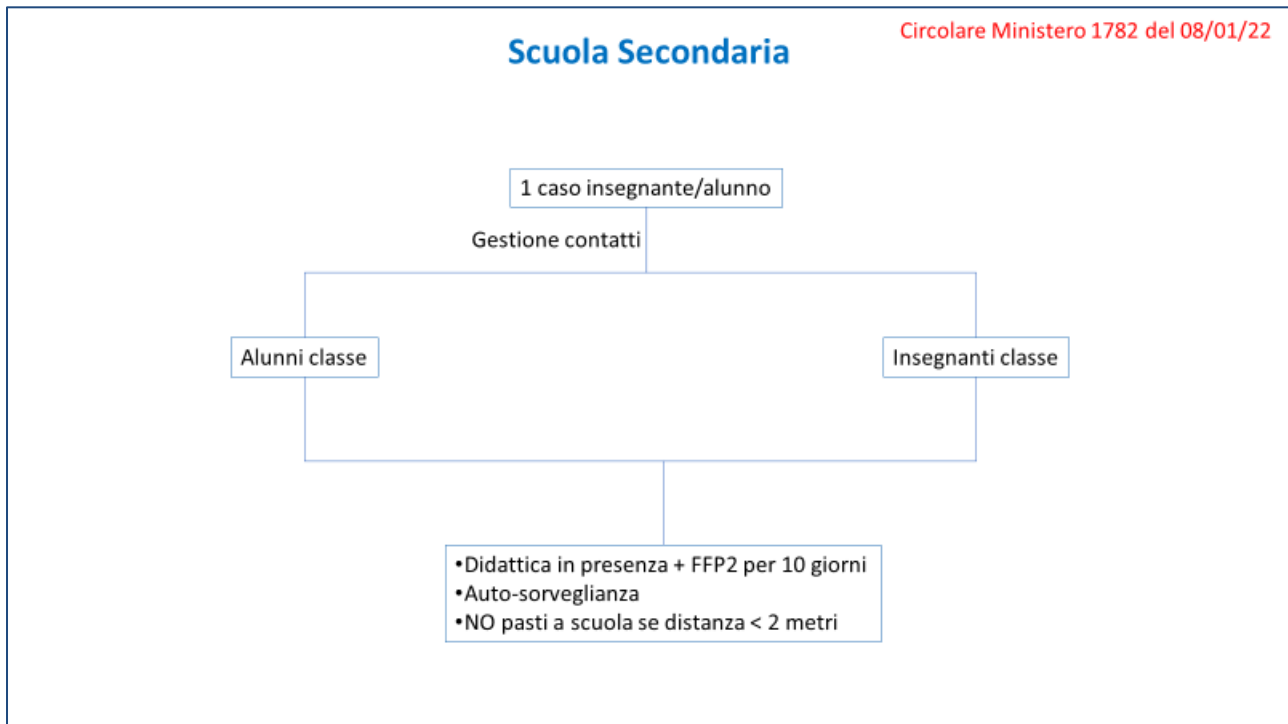 Circolare Ministero 1782 del 08/01/22
Scuola Secondaria
1 caso insegnante/alunno
Gestione contatti
Alunni classe
Insegnanti classe
•Didattica in presenza + FFP2 per 10 giorni
•Auto-sorveglianza
•NO pasti a scuola se distanza < 2 metri